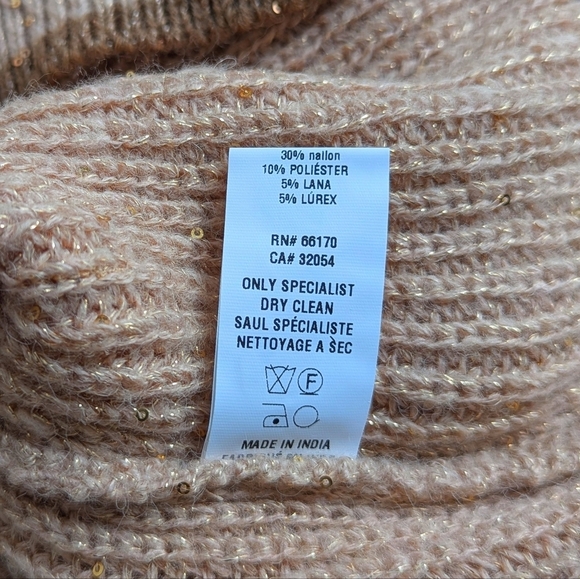 30% nailon
10% POLIÉSTER
5% LANA
5% LÚREX
RN# 66170
CA# 32054
ONLY SPECIALIST
DRY CLEAN
SAUL SPÉCIALISTE
NETTOYAGE A SEC
F
MADE IN INDIA